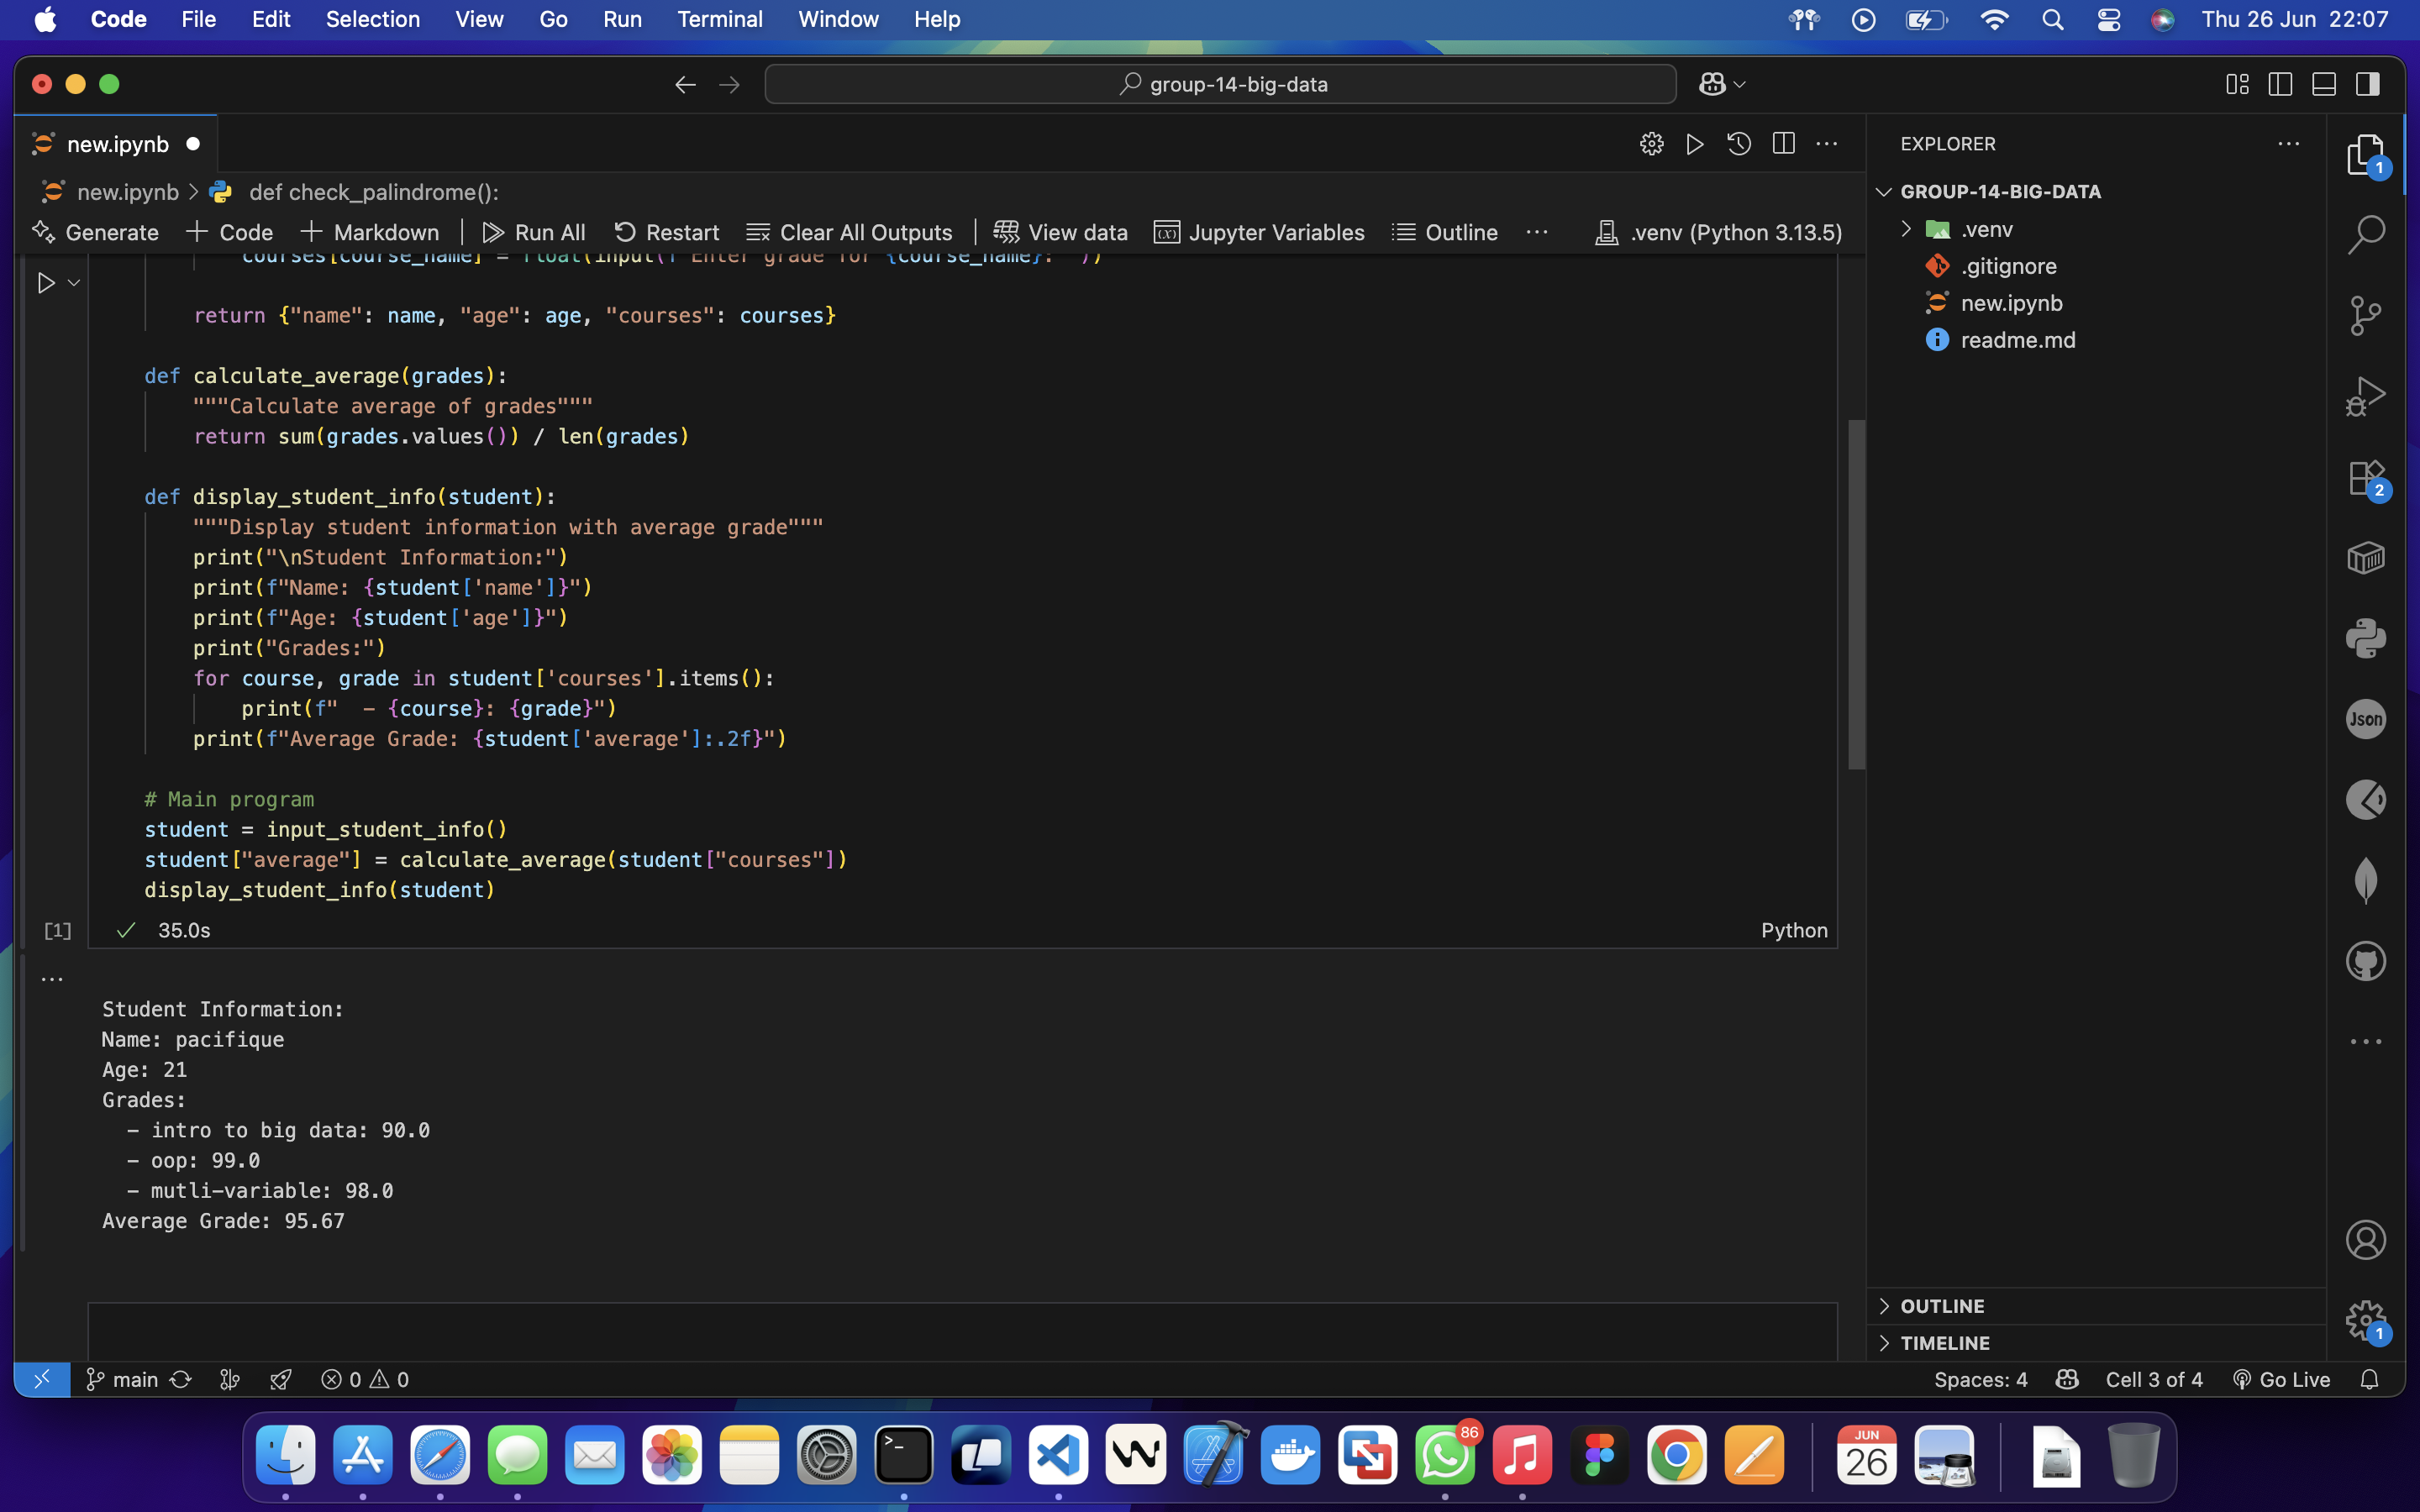 Code File Edit Selection View Go Run Terminal Window Help Thu 26 Jun 22:07
group-14-big-data
new.ipynb
new.ipynb > def check_palindrome():
Generate + Code + Markdown Run All Restart Clear All Outputs View data Jupyter Variables Outline ... .venv (Python 3.13.5)
courses[course_name] = float(input(f"Enter grade for {course_name}: "))
return {"name": name, "age": age, "courses": courses}
def calculate_average(grades):
"""Calculate average of grades"""
return sum(grades.values()) / len(grades)
def display_student_info(student):
"""Display student information with average grade"""
print("\nStudent Information:")
print(f"Name: {student['name']}")
print(f"Age: {student['age']}")
print("Grades:")
for course, grade in student['courses'].items():
print(f"  - {course}: {grade}")
print(f"Average Grade: {student['average']:.2f}")
# Main program
student = input_student_info()
student["average"] = calculate_average(student["courses"])
display_student_info(student)
[1] 35.0s Python
...
Student Information:
Name: pacifique
Age: 21
Grades:
- intro to big data: 90.0
- oop: 99.0
- mutli-variable: 98.0
Average Grade: 95.67
EXPLORER
GROUP-14-BIG-DATA
.venv
.gitignore
new.ipynb
readme.md
OUTLINE
TIMELINE
1
2
Json
1
main 0 0 Spaces: 4 Cell 3 of 4 Go Live
86
JUN
26